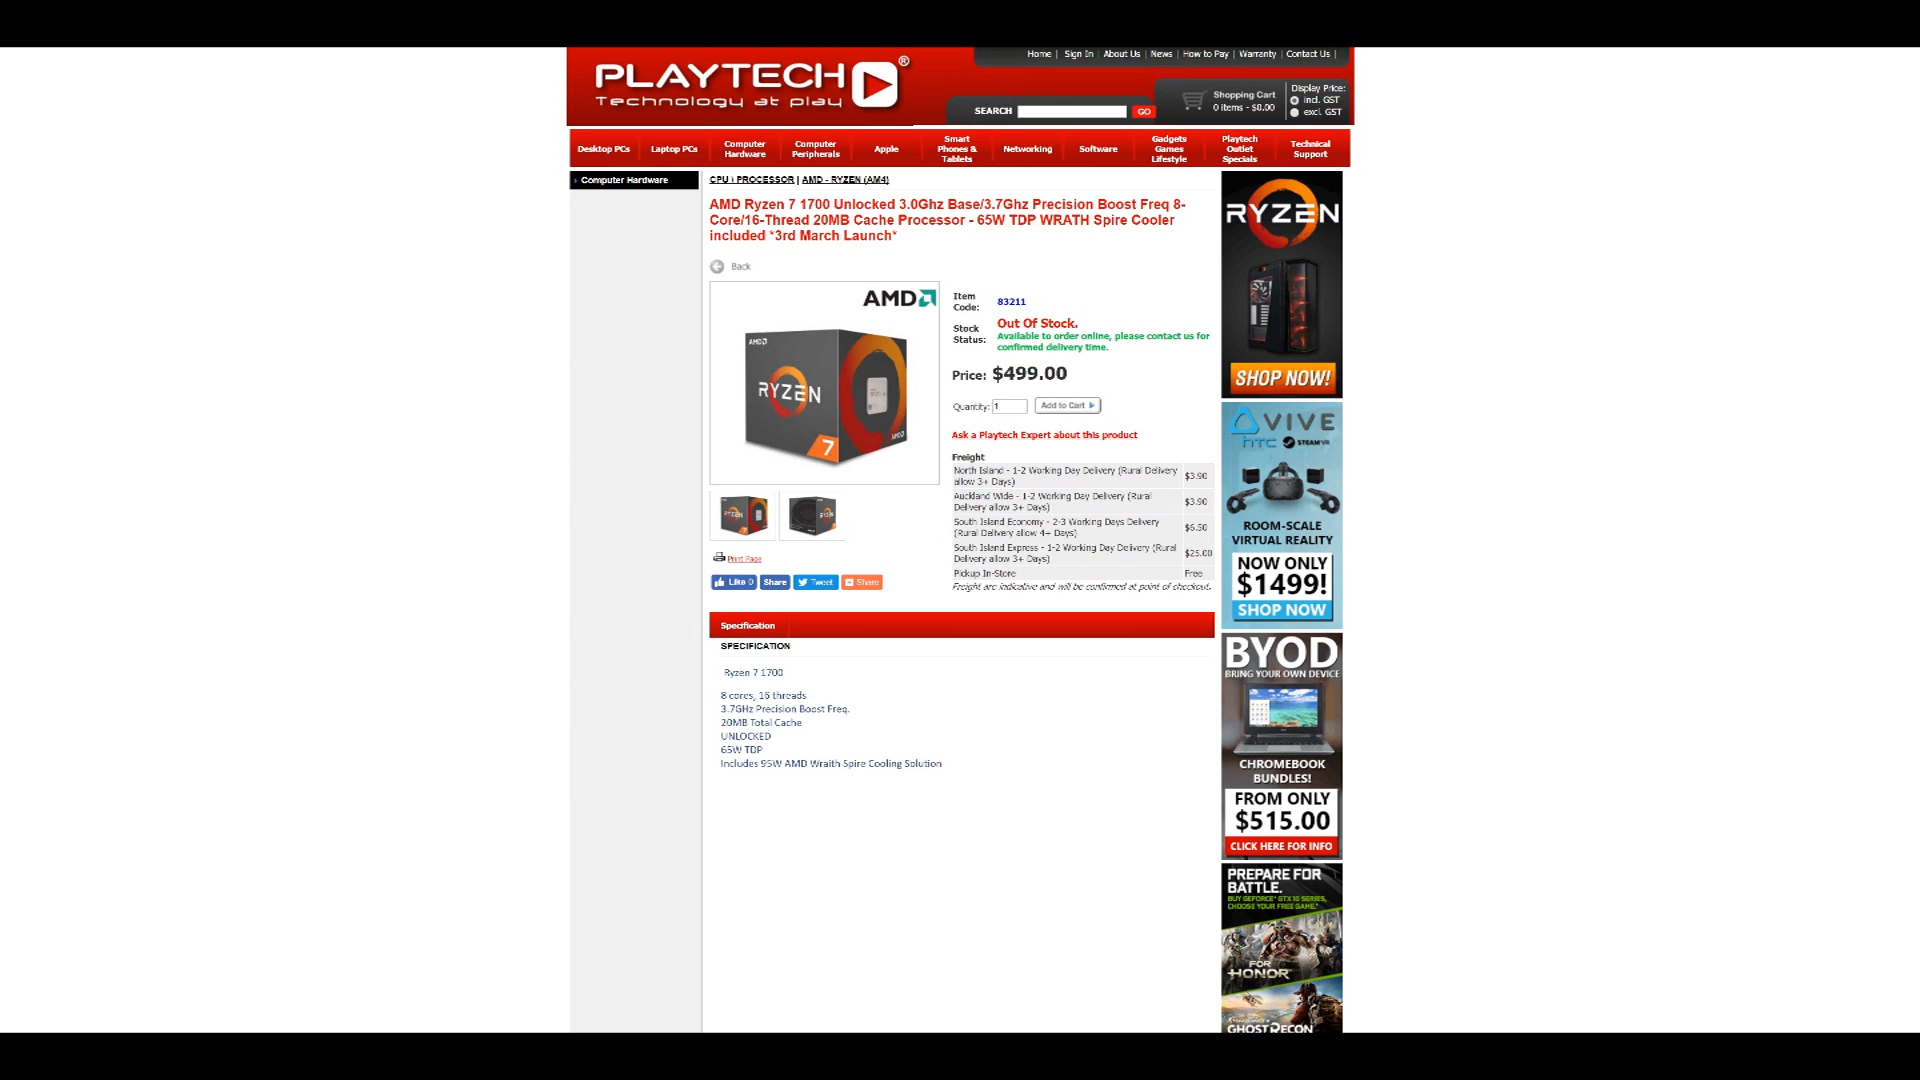 Home | Sign In | About Us | News | How to Pay | Warranty | Contact Us |
PLAYTECH ®
Technology at play
SEARCH GO
Shopping Cart
0 items - $0.00
Display Price:
incl. GST
excl. GST
Desktop PCs
Laptop PCs
Computer Hardware
Computer Peripherals
Apple
Smart Phones & Tablets
Networking
Software
Gadgets Games Lifestyle
Playtech Outlet Specials
Technical Support
Computer Hardware
CPU \ PROCESSOR | AMD - RYZEN (AM4)
AMD Ryzen 7 1700 Unlocked 3.0Ghz Base/3.7Ghz Precision Boost Freq 8-
Core/16-Thread 20MB Cache Processor - 65W TDP WRATH Spire Cooler
included *3rd March Launch*
Back
AMD
AMD
RYZEN
7
AMD
RYZEN
RYZEN
Print Page
Like 0 Share Tweet Share
Item Code: 83211
Stock Status: Out Of Stock.
Available to order online, please contact us for
confirmed delivery time.
Price: $499.00
Quantity: 1 Add to Cart
Ask a Playtech Expert about this product
Freight
North Island - 1-2 Working Day Delivery (Rural Delivery
allow 3+ Days) $3.90
Auckland Wide - 1-2 Working Day Delivery (Rural
Delivery allow 3+ Days) $3.90
South Island Economy - 2-3 Working Days Delivery
(Rural Delivery allow 4+ Days) $6.50
South Island Express - 1-2 Working Day Delivery (Rural
Delivery allow 3+ Days) $25.00
Pickup In-Store Free
Freight are indicative and will be confirmed at point of checkout.
Specification
SPECIFICATION
Ryzen 7 1700
8 cores, 16 threads
3.7GHz Precision Boost Freq.
20MB Total Cache
UNLOCKED
65W TDP
Includes 95W AMD Wraith Spire Cooling Solution
RYZEN
SHOP NOW!
VIVE
htc STEAMVR
ROOM-SCALE
VIRTUAL REALITY
NOW ONLY
$1499!
SHOP NOW
BYOD
BRING YOUR OWN DEVICE
CHROMEBOOK
BUNDLES!
FROM ONLY
$515.00
CLICK HERE FOR INFO
PREPARE FOR
BATTLE.
BUY GEFORCE® GTX 10 SERIES,
CHOOSE YOUR FREE GAME.*
FOR
HONOR
GHOST RECON